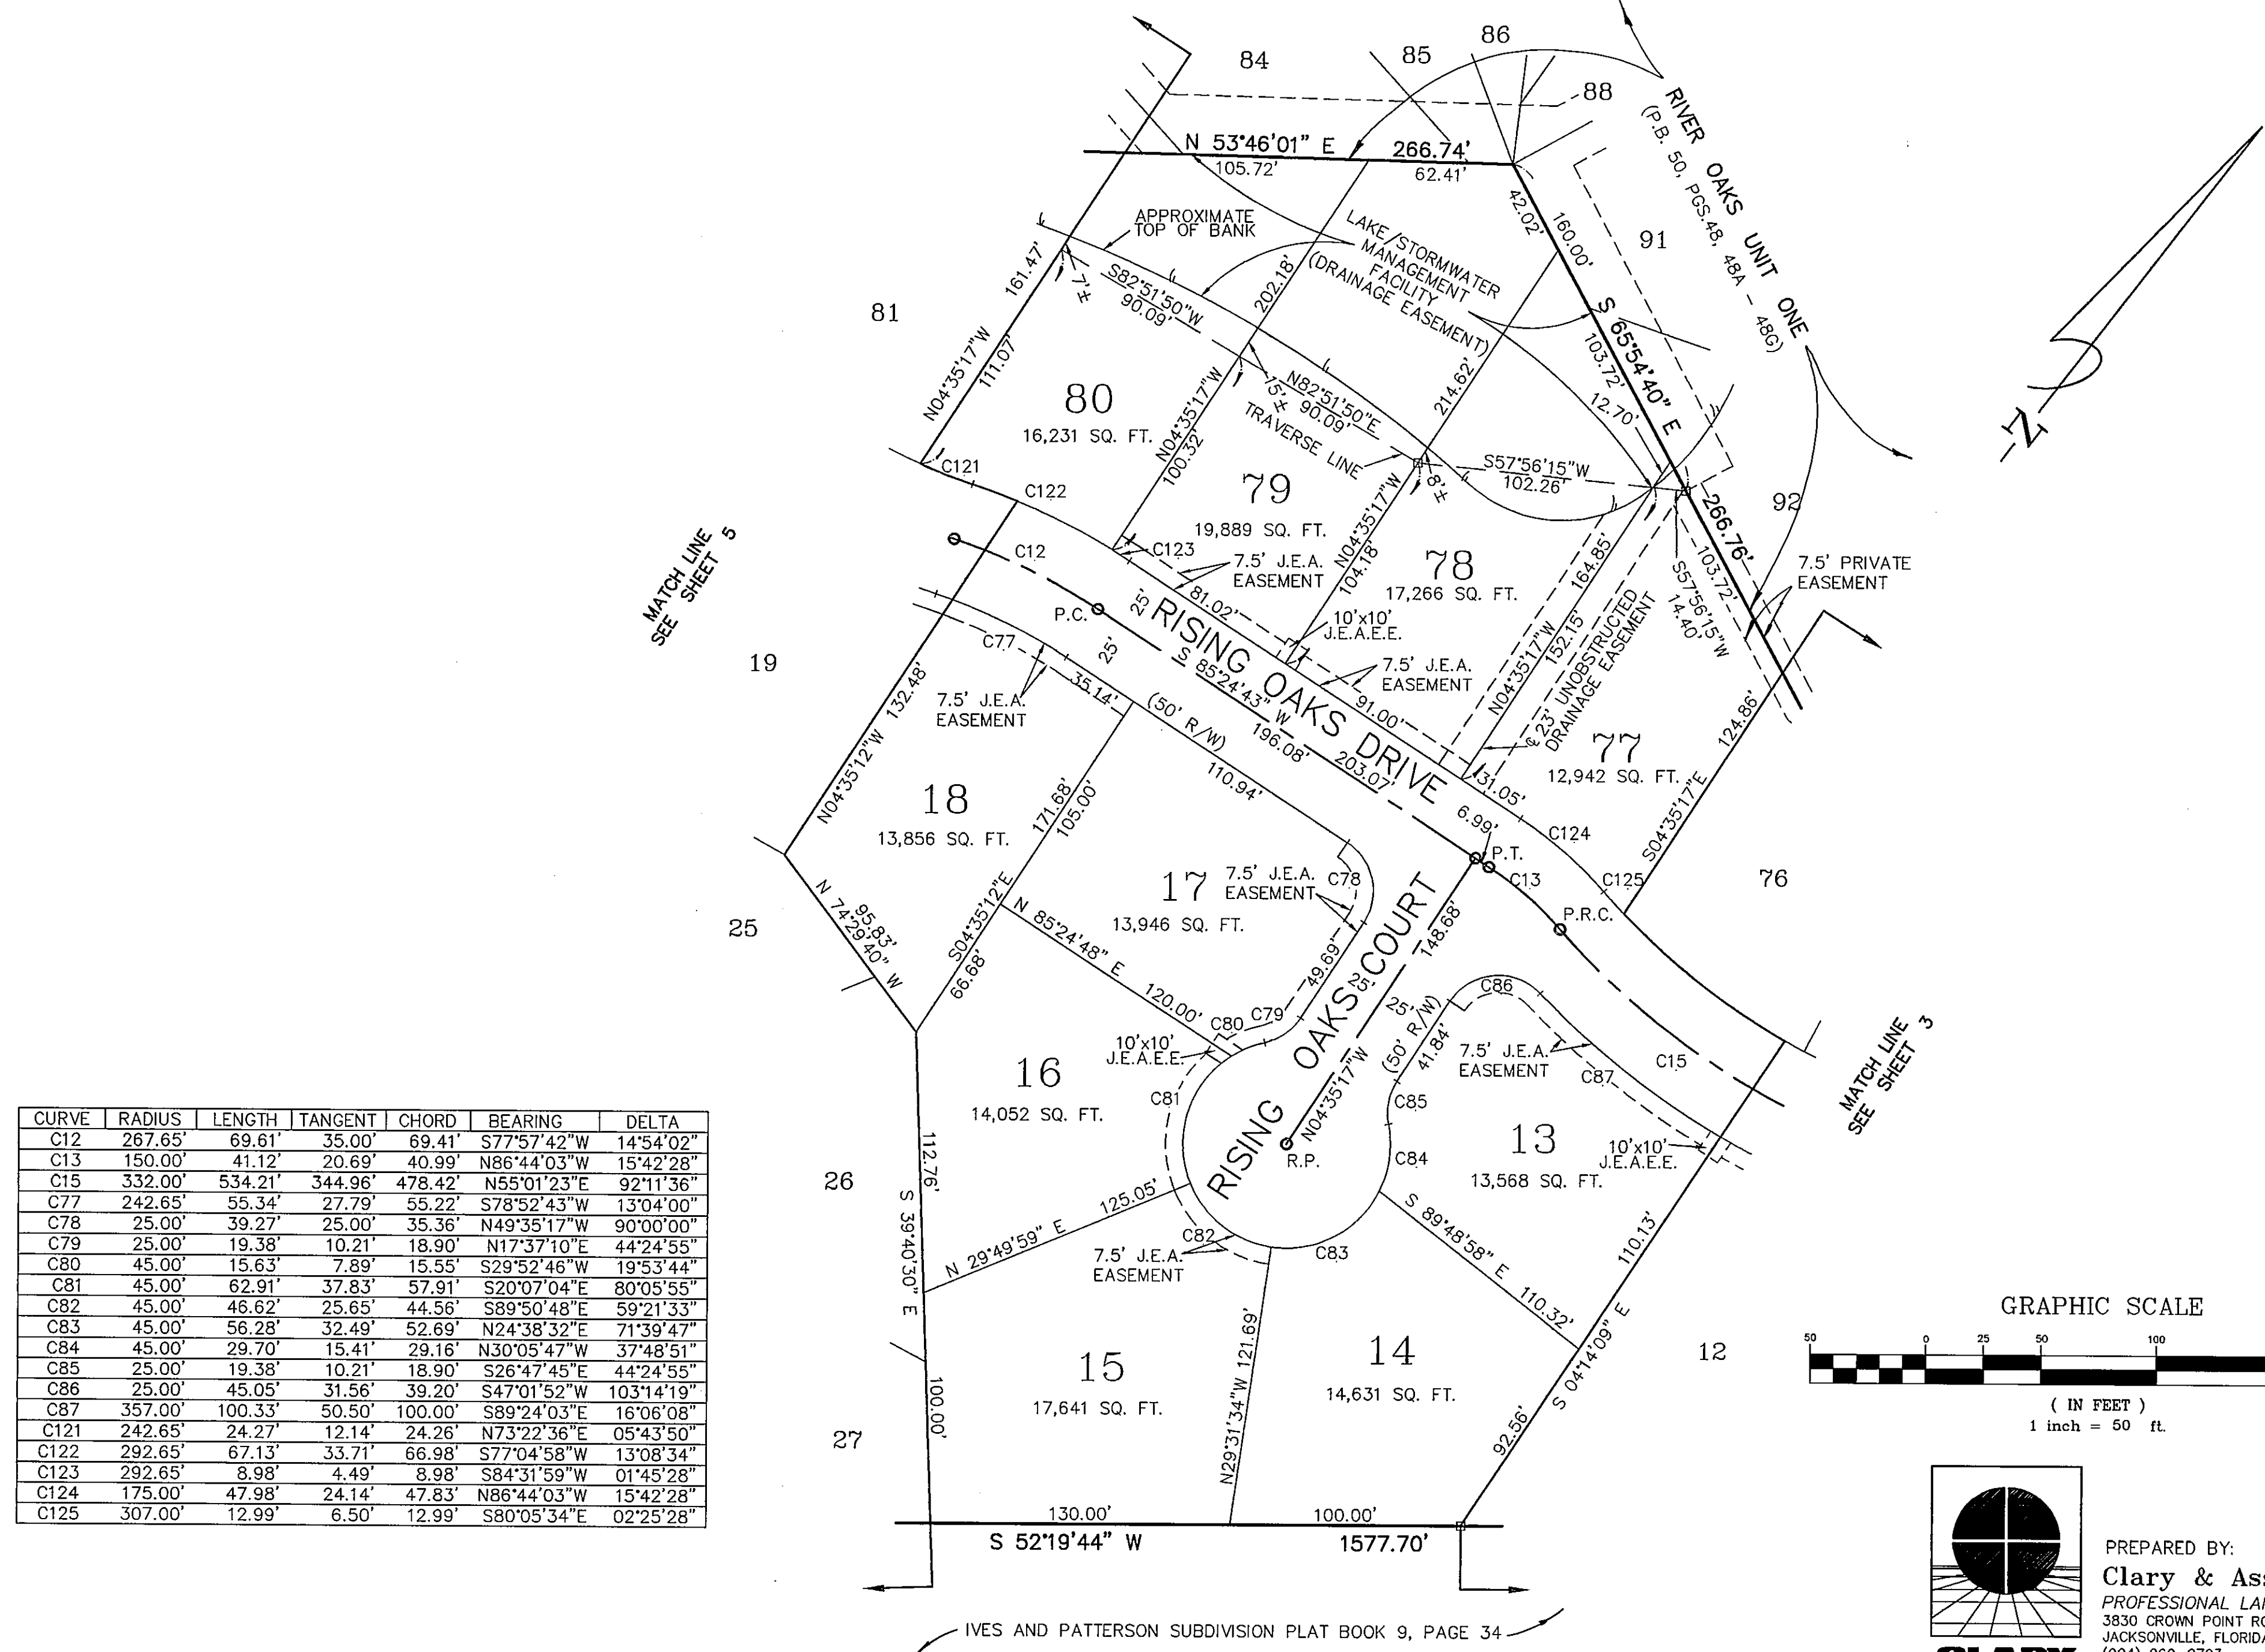 84
85
86
88
RIVER OAKS UNIT ONE
(P.B. 50, PGS.48, 48A - 48G)
N 53°46'01" E 266.74'
105.72'
62.41'
42.02'
160.00'
91
APPROXIMATE
TOP OF BANK
LAKE/STORMWATER
MANAGEMENT
FACILITY
(DRAINAGE EASEMENT)
161.47'
7'±
S82°51'50"W
90.09'
202.18'
S 65°54'40" E 266.76'
103.72'
12.70'
81
N04°35'17"W
111.07'
80
16,231 SQ. FT.
N04°35'17"W
100.32'
15'±
N82°51'50"E
90.09'
TRAVERSE LINE
214.62'
S57°56'15"W
102.26'
8'±
92
C121
C122
79
19,889 SQ. FT.
C123
7.5' J.E.A.
EASEMENT
N04°35'17"W
104.18'
78
17,266 SQ. FT.
164.85'
N04°35'17"W
152.15'
103.72'
S57°56'15"W
14.40'
7.5' PRIVATE
EASEMENT
MATCH LINE
SEE SHEET 5
C12
P.C.
25'
25'
81.02'
10'x10'
J.E.A.E.E.
7.5' J.E.A.
EASEMENT
℄ 23' UNOBSTRUCTED
DRAINAGE EASEMENT
RISING OAKS DRIVE
S 85°24'43" W
196.08'
203.07'
91.00'
77
12,942 SQ. FT.
124.86'
S04°35'17"E
19
C77
35.14'
(50' R/W)
7.5' J.E.A.
EASEMENT
N04°35'12"W 132.48'
110.94'
31.05'
6.99'
C124
P.T.
C13
C125
P.R.C.
76
18
13,856 SQ. FT.
171.68'
105.00'
S04°35'12"E
66.68'
17
13,946 SQ. FT.
7.5' J.E.A.
EASEMENT
C78
49.69'
RISING OAKS COURT
148.68'
25'
25'
(50' R/W)
N04°35'17"W
25
95.83'
N 74°29'40" W
N 85°24'48" E
120.00'
C80
C79
10'x10'
J.E.A.E.E.
41.84'
C86
7.5' J.E.A.
EASEMENT
C87
C15
MATCH LINE
SEE SHEET 3
16
14,052 SQ. FT.
C81
R.P.
C85
C84
13
13,568 SQ. FT.
10'x10'
J.E.A.E.E.
26
112.76'
S 39°40'30" E
N 29°49'59" E
125.05'
C82
7.5' J.E.A.
EASEMENT
C83
S 89°48'58" E
110.32'
110.13'
S 04°14'09" E
92.56'
12
27
100.00'
15
17,641 SQ. FT.
N29°31'34"W 121.69'
14
14,631 SQ. FT.
130.00'
100.00'
S 52°19'44" W
1577.70'
IVES AND PATTERSON SUBDIVISION PLAT BOOK 9, PAGE 34
CURVE RADIUS LENGTH TANGENT CHORD BEARING DELTA
C12 267.65' 69.61' 35.00' 69.41' S77°57'42"W 14°54'02"
C13 150.00' 41.12' 20.69' 40.99' N86°44'03"W 15°42'28"
C15 332.00' 534.21' 344.96' 478.42' N55°01'23"E 92°11'36"
C77 242.65' 55.34' 27.79' 55.22' S78°52'43"W 13°04'00"
C78 25.00' 39.27' 25.00' 35.36' N49°35'17"W 90°00'00"
C79 25.00' 19.38' 10.21' 18.90' N17°37'10"E 44°24'55"
C80 45.00' 15.63' 7.89' 15.55' S29°52'46"W 19°53'44"
C81 45.00' 62.91' 37.83' 57.91' S20°07'04"E 80°05'55"
C82 45.00' 46.62' 25.65' 44.56' S89°50'48"E 59°21'33"
C83 45.00' 56.28' 32.49' 52.69' N24°38'32"E 71°39'47"
C84 45.00' 29.70' 15.41' 29.16' N30°05'47"W 37°48'51"
C85 25.00' 19.38' 10.21' 18.90' S26°47'45"E 44°24'55"
C86 25.00' 45.05' 31.56' 39.20' S47°01'52"W 103°14'19"
C87 357.00' 100.33' 50.50' 100.00' S89°24'03"E 16°06'08"
C121 242.65' 24.27' 12.14' 24.26' N73°22'36"E 05°43'50"
C122 292.65' 67.13' 33.71' 66.98' S77°04'58"W 13°08'34"
C123 292.65' 8.98' 4.49' 8.98' S84°31'59"W 01°45'28"
C124 175.00' 47.98' 24.14' 47.83' N86°44'03"W 15°42'28"
C125 307.00' 12.99' 6.50' 12.99' S80°05'34"E 02°25'28"
N
GRAPHIC SCALE
50 0 25 50 100
( IN FEET )
1 inch = 50 ft.
PREPARED BY:
Clary & Ass
PROFESSIONAL LA
3830 CROWN POINT RO
JACKSONVILLE, FLORIDA